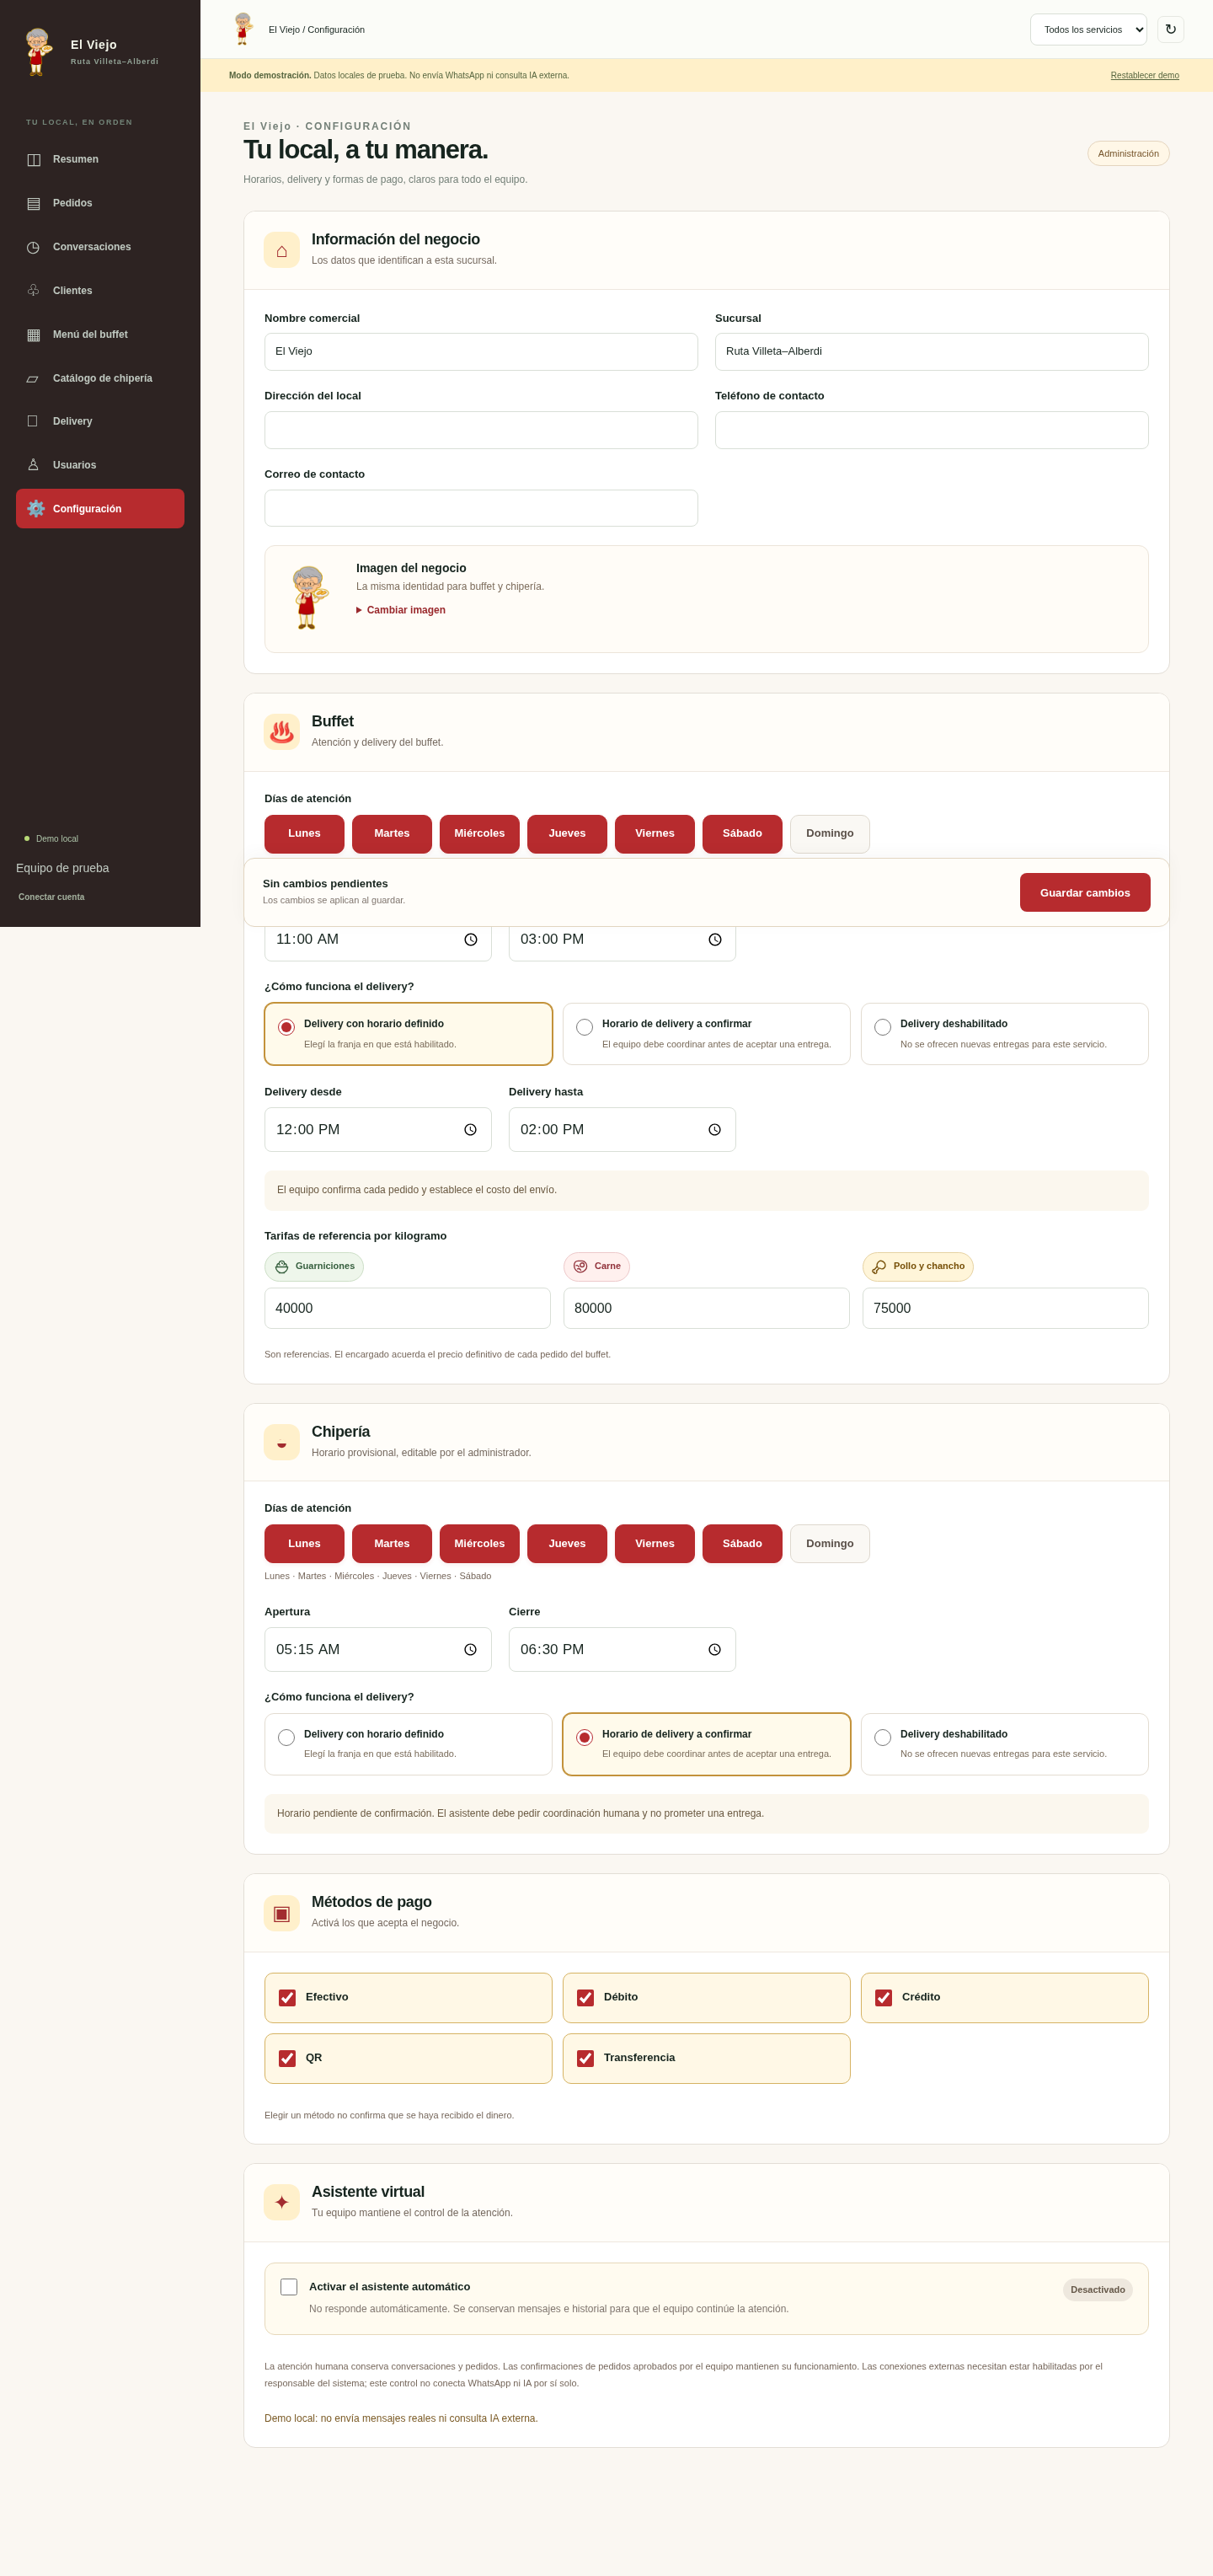 El Viejo
Ruta Villeta–Alberdi
TU LOCAL, EN ORDEN
Resumen
Pedidos
Conversaciones
Clientes
Menú del buffet
Catálogo de chipería
Delivery
Usuarios
Configuración
Demo local
Equipo de prueba
Conectar cuenta
El Viejo / Configuración
Todos los servicios
Modo demostración. Datos locales de prueba. No envía WhatsApp ni consulta IA externa.
Restablecer demo
El Viejo · CONFIGURACIÓN
Tu local, a tu manera.
Horarios, delivery y formas de pago, claros para todo el equipo.
Administración
Información del negocio
Los datos que identifican a esta sucursal.
Nombre comercial
Sucursal
El Viejo
Ruta Villeta–Alberdi
Dirección del local
Teléfono de contacto
Correo de contacto
Imagen del negocio
La misma identidad para buffet y chipería.
Cambiar imagen
Buffet
Atención y delivery del buffet.
Días de atención
Lunes
Martes
Miércoles
Jueves
Viernes
Sábado
Domingo
Sin cambios pendientes
Los cambios se aplican al guardar.
Guardar cambios
11:00 AM
03:00 PM
¿Cómo funciona el delivery?
Delivery con horario definido
Elegí la franja en que está habilitado.
Horario de delivery a confirmar
El equipo debe coordinar antes de aceptar una entrega.
Delivery deshabilitado
No se ofrecen nuevas entregas para este servicio.
Delivery desde
Delivery hasta
12:00 PM
02:00 PM
El equipo confirma cada pedido y establece el costo del envío.
Tarifas de referencia por kilogramo
Guarniciones
Carne
Pollo y chancho
40000
80000
75000
Son referencias. El encargado acuerda el precio definitivo de cada pedido del buffet.
Chipería
Horario provisional, editable por el administrador.
Días de atención
Lunes
Martes
Miércoles
Jueves
Viernes
Sábado
Domingo
Lunes · Martes · Miércoles · Jueves · Viernes · Sábado
Apertura
Cierre
05:15 AM
06:30 PM
¿Cómo funciona el delivery?
Delivery con horario definido
Elegí la franja en que está habilitado.
Horario de delivery a confirmar
El equipo debe coordinar antes de aceptar una entrega.
Delivery deshabilitado
No se ofrecen nuevas entregas para este servicio.
Horario pendiente de confirmación. El asistente debe pedir coordinación humana y no prometer una entrega.
Métodos de pago
Activá los que acepta el negocio.
Efectivo
Débito
Crédito
QR
Transferencia
Elegir un método no confirma que se haya recibido el dinero.
Asistente virtual
Tu equipo mantiene el control de la atención.
Activar el asistente automático
No responde automáticamente. Se conservan mensajes e historial para que el equipo continúe la atención.
Desactivado
La atención humana conserva conversaciones y pedidos. Las confirmaciones de pedidos aprobados por el equipo mantienen su funcionamiento. Las conexiones externas necesitan estar habilitadas por el
responsable del sistema; este control no conecta WhatsApp ni IA por sí solo.
Demo local: no envía mensajes reales ni consulta IA externa.